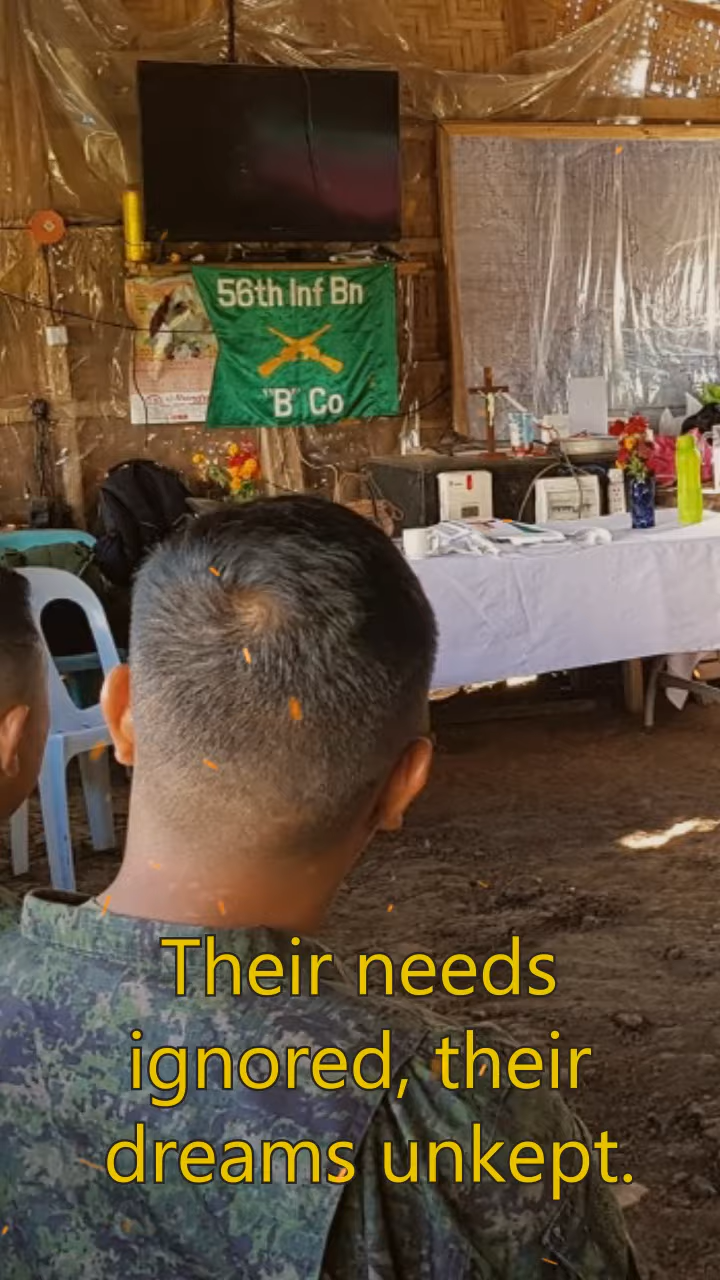 56th Inf Bn
"B" Co
Their needs
ignored, their
dreams unkept.